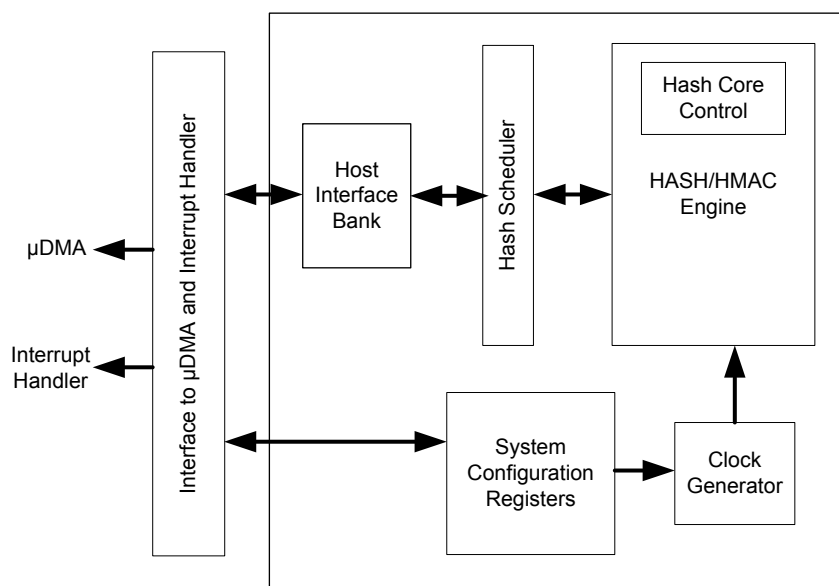 µDMA
Interrupt
Handler
Interface to µDMA and Interrupt Handler
Host
Interface
Bank
Hash Scheduler
Hash Core
Control
HASH/HMAC
Engine
System
Configuration
Registers
Clock
Generator